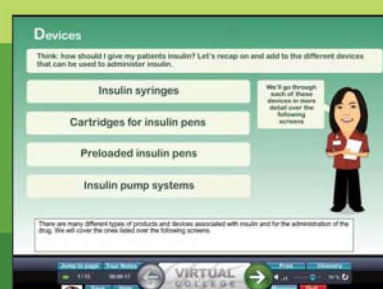 Devices
Think: how should I give my patients insulin? Let's recap on and add to the different devices
that can be used to administer insulin.
Insulin syringes
Cartridges for insulin pens
Preloaded insulin pens
Insulin pump systems
We'll go through
each of these
devices in more
detail over the
following
screens
There are many different types of products and devices associated with insulin and for the administration of the
drug. We will cover the ones listed over the following screens.
Jump to page
Your Notes
Print
Glossary
VIRTUAL
COLLEGE